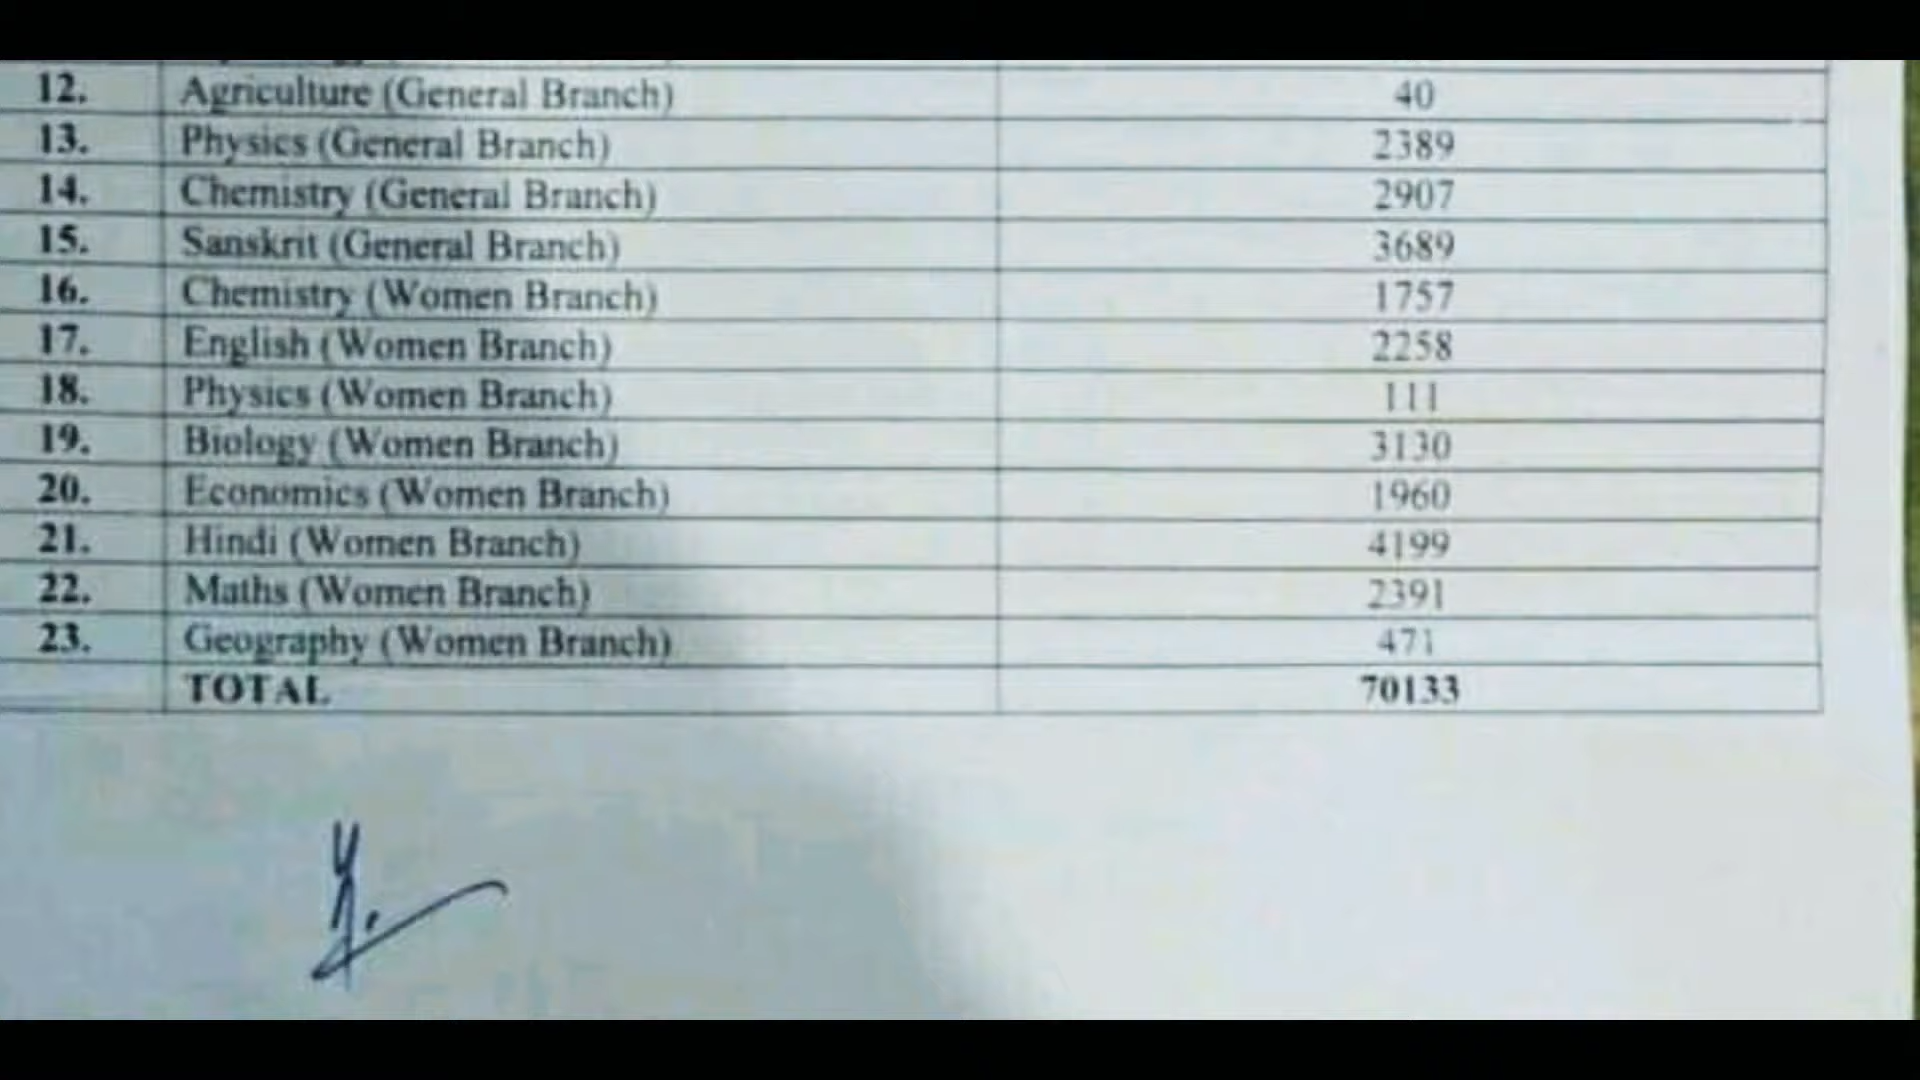 12. Agriculture (General Branch) 40
13. Physics (General Branch) 2389
14. Chemistry (General Branch) 2907
15. Sanskrit (General Branch) 3689
16. Chemistry (Women Branch) 1757
17. English (Women Branch) 2258
18. Physics (Women Branch) 111
19. Biology (Women Branch) 3130
20. Economics (Women Branch) 1960
21. Hindi (Women Branch) 4199
22. Maths (Women Branch) 2391
23. Geography (Women Branch) 471
TOTAL 70133